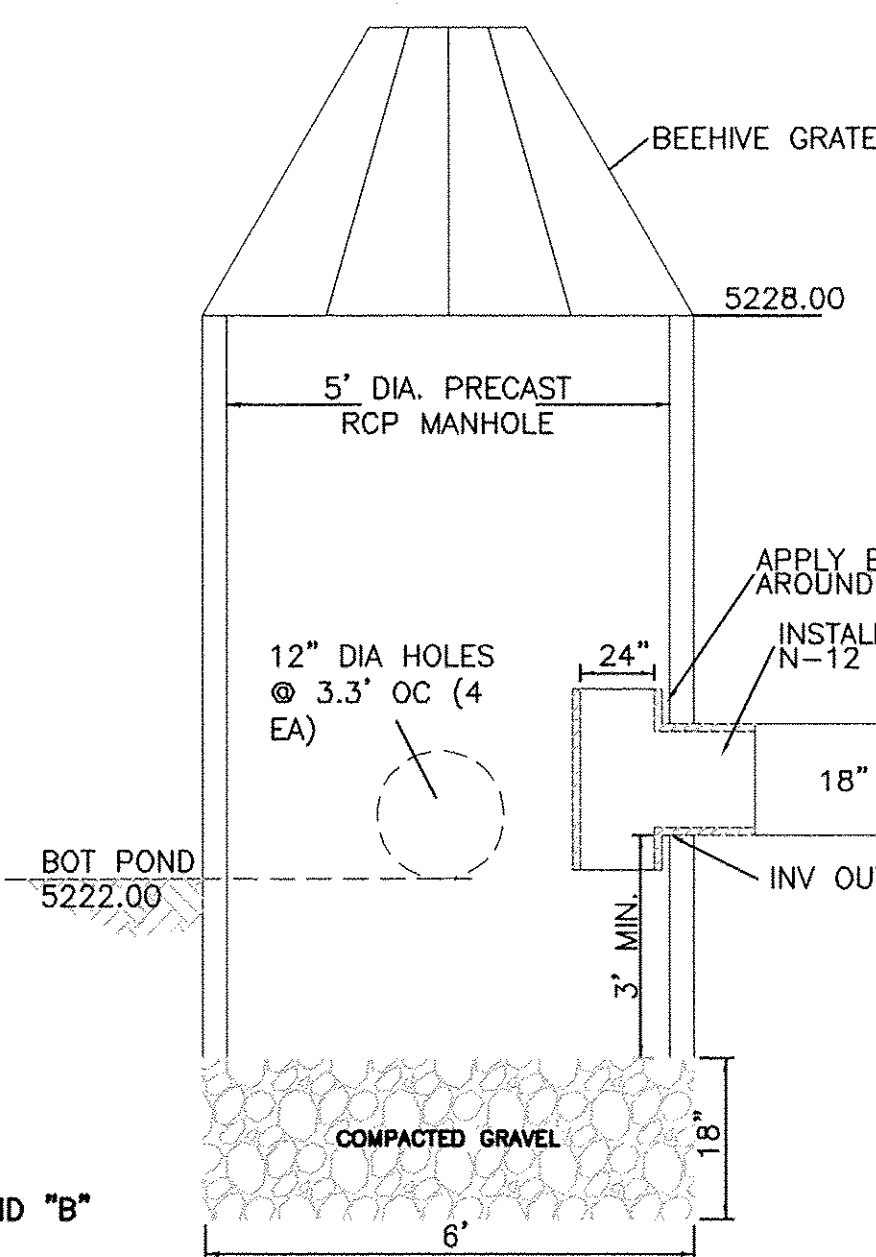 BEEHIVE GRATE
5228.00
5' DIA. PRECAST
RCP MANHOLE
APPLY
AROUND
INSTALL
N-12
24"
12" DIA HOLES
@ 3.3' OC (4
EA)
18"
BOT POND
5222.00
INV
3' MIN.
COMPACTED GRAVEL
18"
"B"
6'